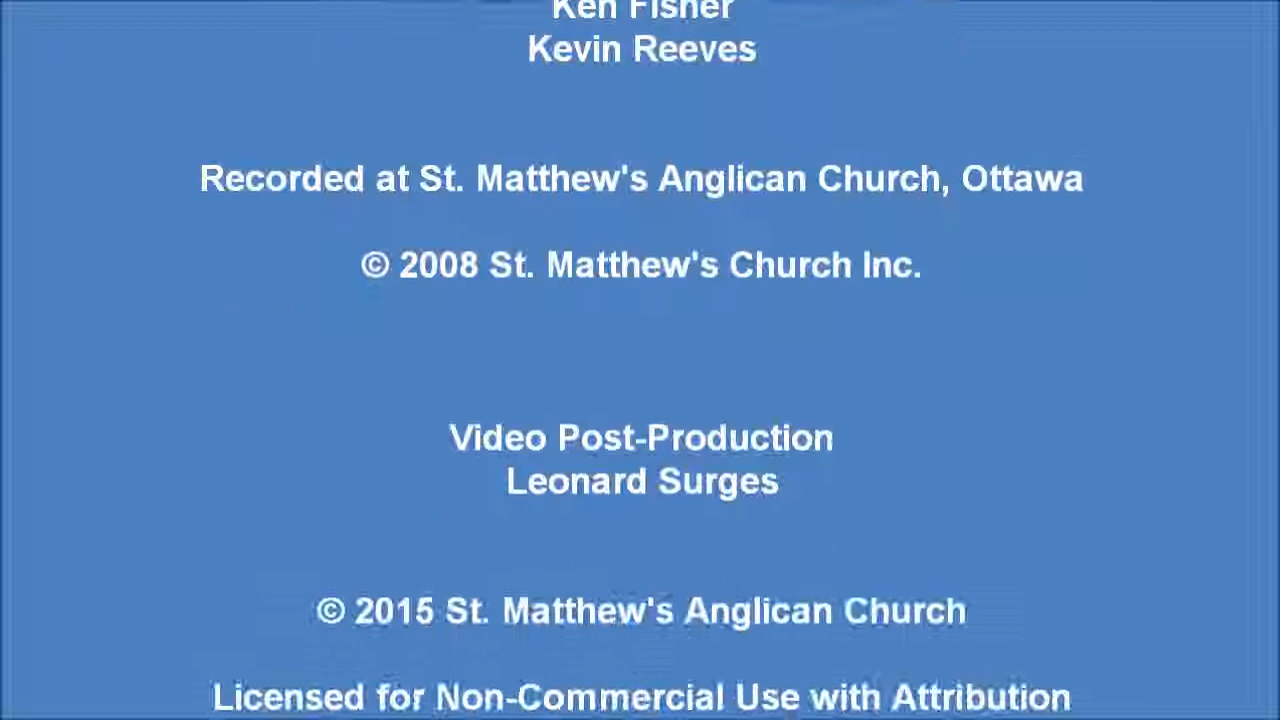 Ken Fisher
Kevin Reeves
Recorded at St. Matthew's Anglican Church, Ottawa
© 2008 St. Matthew's Church Inc.
Video Post-Production
Leonard Surges
© 2015 St. Matthew's Anglican Church
Licensed for Non-Commercial Use with Attribution